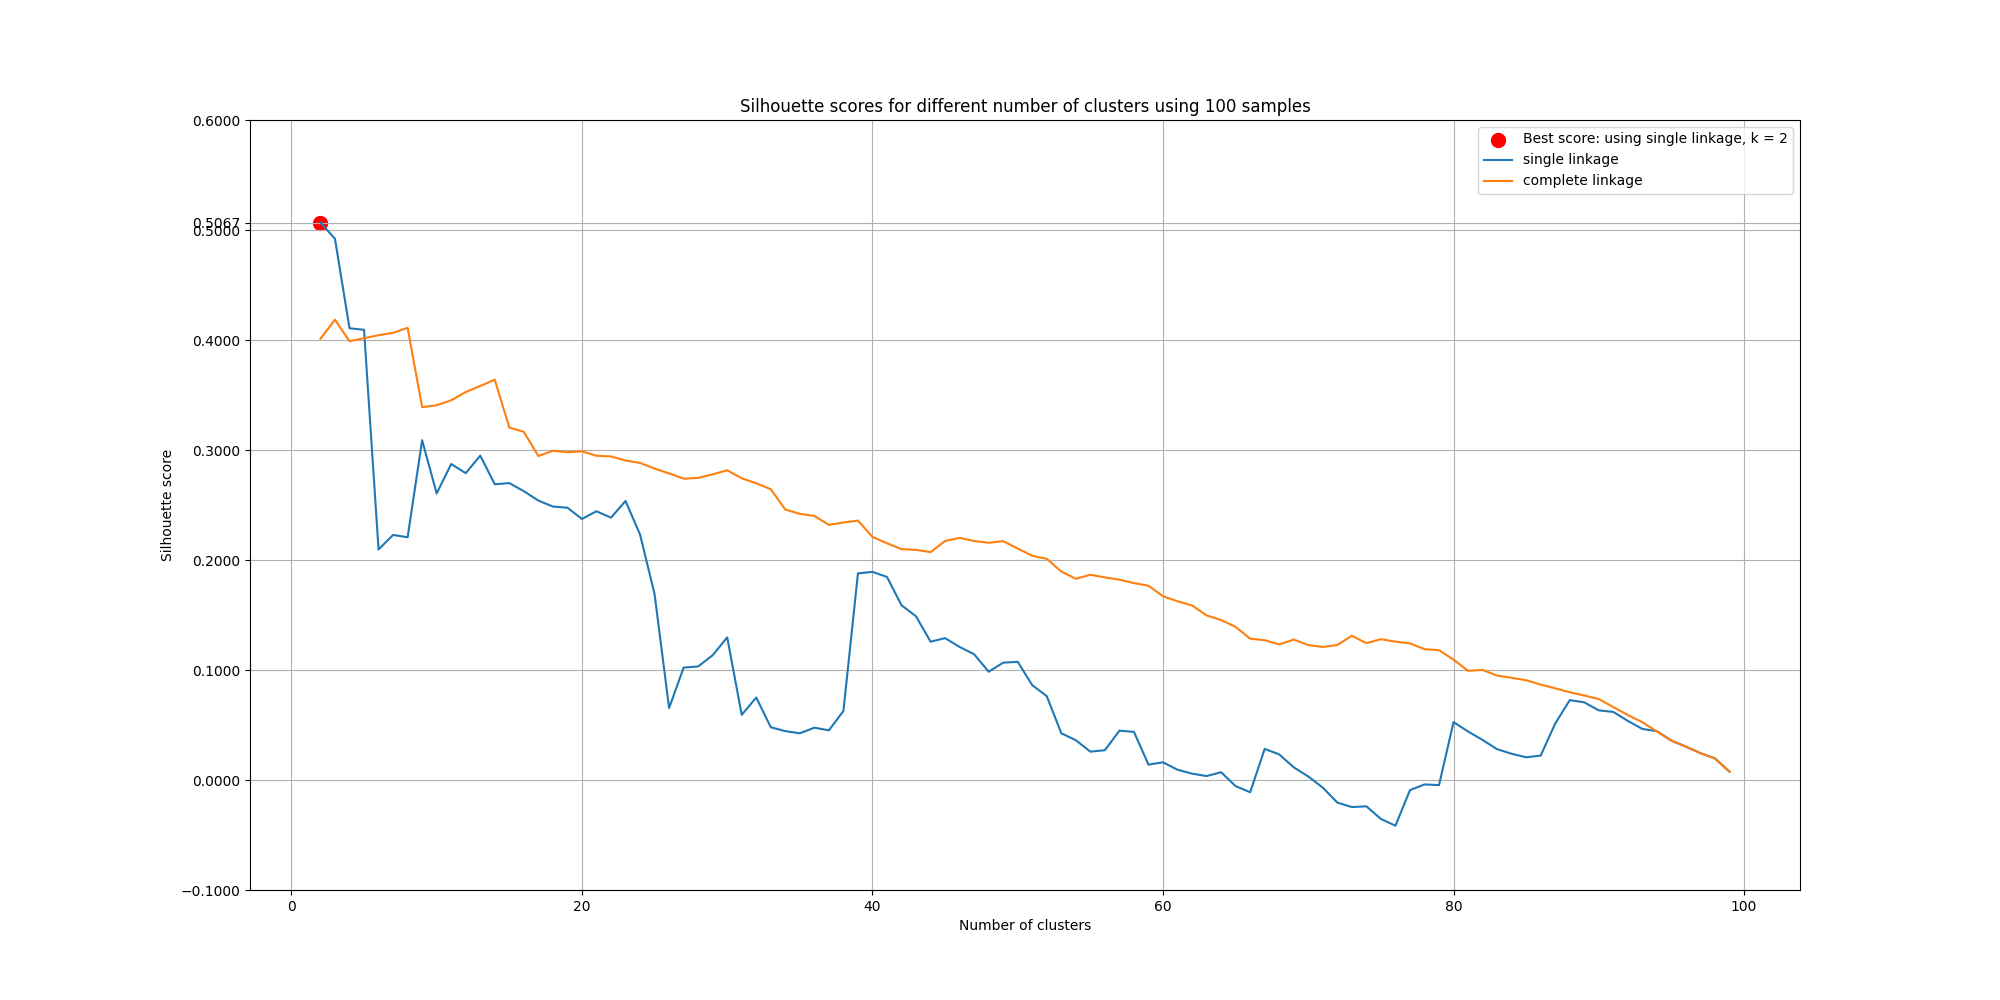 Silhouette scores for different number of clusters using 100 samples
Best score: using single linkage, k = 2
single linkage
complete linkage
Silhouette score
0.6000
0.5067
0.5000
0.4000
0.3000
0.2000
0.1000
0.0000
−0.1000
0 20 40 60 80 100
Number of clusters